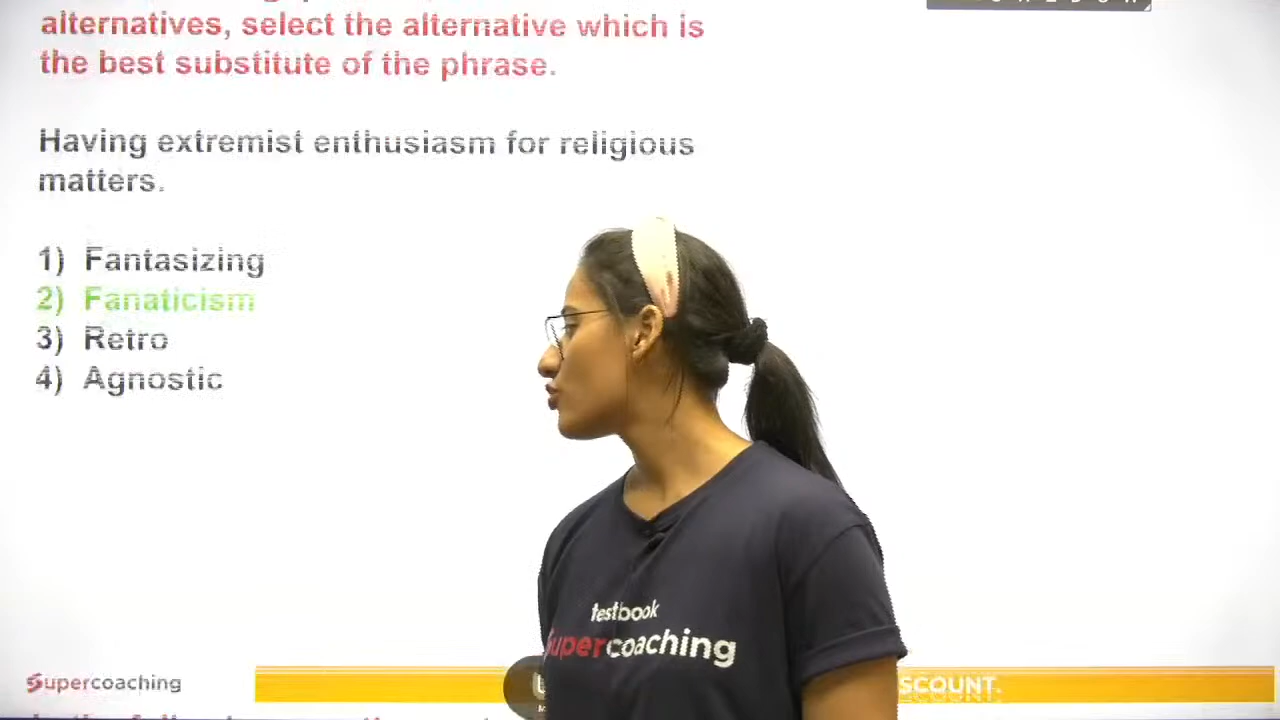 alternatives, select the alternative which is
the best substitute of the phrase.
Having extremist enthusiasm for religious
matters.
1) Fantasizing
2) Fanaticism
3) Retro
4) Agnostic
testbook
Supercoaching
Supercoaching
SCOUNT.